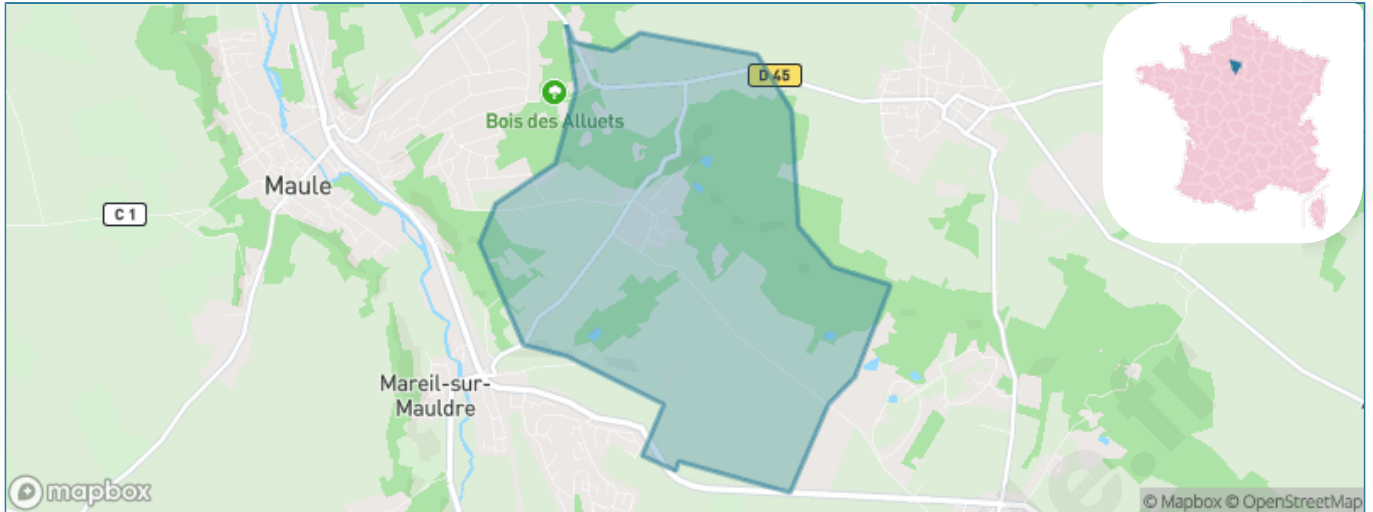 D 45
Bois des Alluets
Maule
C 1
Mareil-sur-
Mauldre
mapbox
© Mapbox © OpenStreetMap